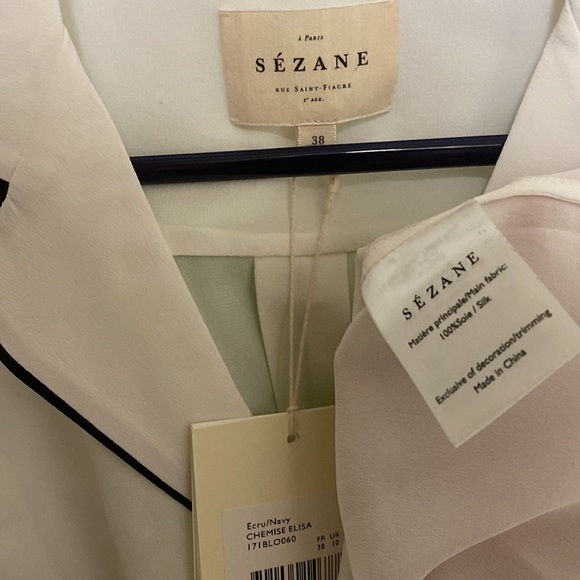 À Paris
SÉZANE
Rue Saint-Fiacre
2e arr.
38
SÉZANE
Matière principale/Main fabric:
100%Soie / Silk
Exclusive of decoration/trimming
Made in China
Ecru/Navy
CHEMISE ELISA
171BLO060
FR UK
38 10